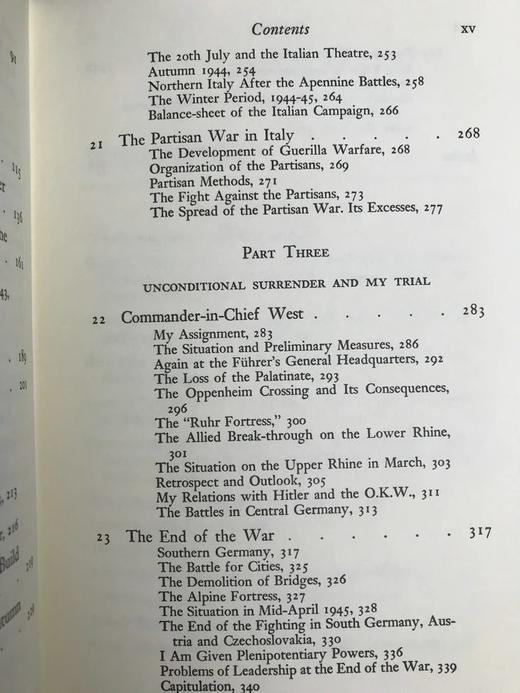 Contents xv
The 20th July and the Italian Theatre, 253
Autumn 1944, 254
Northern Italy After the Apennine Battles, 258
The Winter Period, 1944-45, 264
Balance-sheet of the Italian Campaign, 266
21 The Partisan War in Italy . . . . . 268
The Development of Guerilla Warfare, 268
Organization of the Partisans, 269
Partisan Methods, 271
The Fight Against the Partisans, 273
The Spread of the Partisan War. Its Excesses, 277
PART THREE
UNCONDITIONAL SURRENDER AND MY TRIAL
22 Commander-in-Chief West . . . . . 283
My Assignment, 283
The Situation and Preliminary Measures, 286
Again at the Führer's General Headquarters, 292
The Loss of the Palatinate, 293
The Oppenheim Crossing and Its Consequences,
296
The "Ruhr Fortress," 300
The Allied Break-through on the Lower Rhine,
301
The Situation on the Upper Rhine in March, 303
Retrospect and Outlook, 305
My Relations with Hitler and the O.K.W., 311
The Battles in Central Germany, 313
23 The End of the War . . . . . . 317
Southern Germany, 317
The Battle for Cities, 325
The Demolition of Bridges, 326
The Alpine Fortress, 327
The Situation in Mid-April 1945, 328
The End of the Fighting in South Germany, Aus-
tria and Czechoslovakia, 330
I Am Given Plenipotentiary Powers, 336
Problems of Leadership at the End of the War, 339
Capitulation, 340